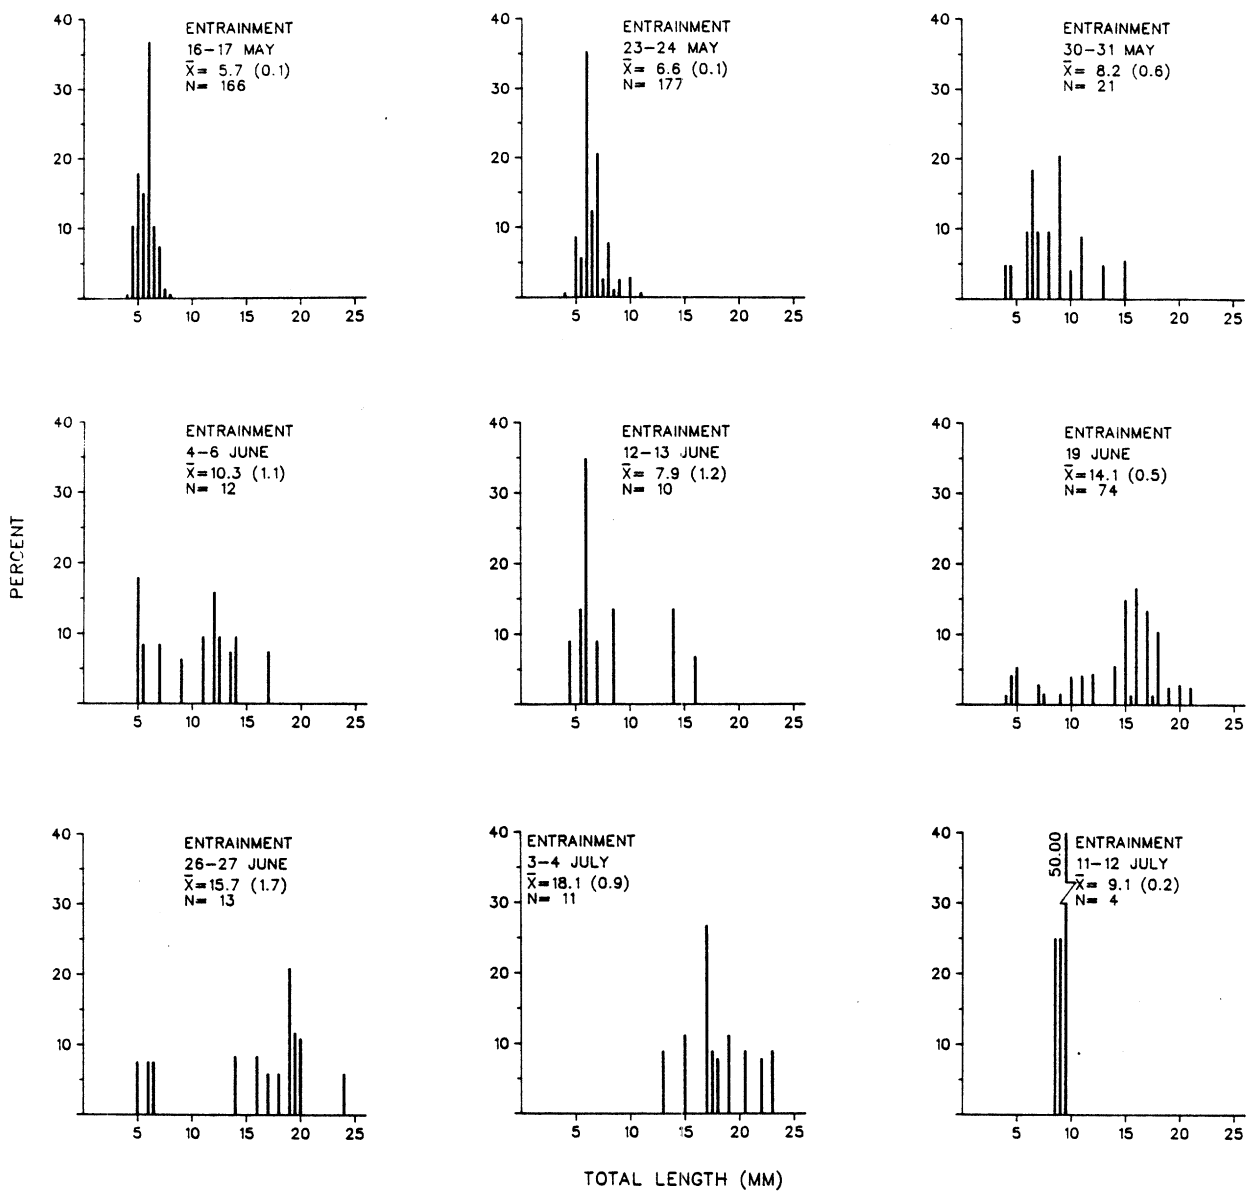 40
30
20
10
5 10 15 20 25
ENTRAINMENT
16-17 MAY
X̅= 5.7 (0.1)
N= 166
40
30
20
10
5 10 15 20 25
ENTRAINMENT
23-24 MAY
X̅= 6.6 (0.1)
N= 177
40
30
20
10
5 10 15 20 25
ENTRAINMENT
30-31 MAY
X̅= 8.2 (0.6)
N= 21
PERCENT
40
30
20
10
5 10 15 20 25
ENTRAINMENT
4-6 JUNE
X̅=10.3 (1.1)
N= 12
40
30
20
10
5 10 15 20 25
ENTRAINMENT
12-13 JUNE
X̅= 7.9 (1.2)
N= 10
40
30
20
10
5 10 15 20 25
ENTRAINMENT
19 JUNE
X̅=14.1 (0.5)
N= 74
40
30
20
10
5 10 15 20 25
ENTRAINMENT
26-27 JUNE
X̅=15.7 (1.7)
N= 13
40
30
20
10
5 10 15 20 25
ENTRAINMENT
3-4 JULY
X̅=18.1 (0.9)
N= 11
40
30
20
10
5 10 15 20 25
50.00
ENTRAINMENT
11-12 JULY
X̅= 9.1 (0.2)
N= 4
TOTAL LENGTH (MM)